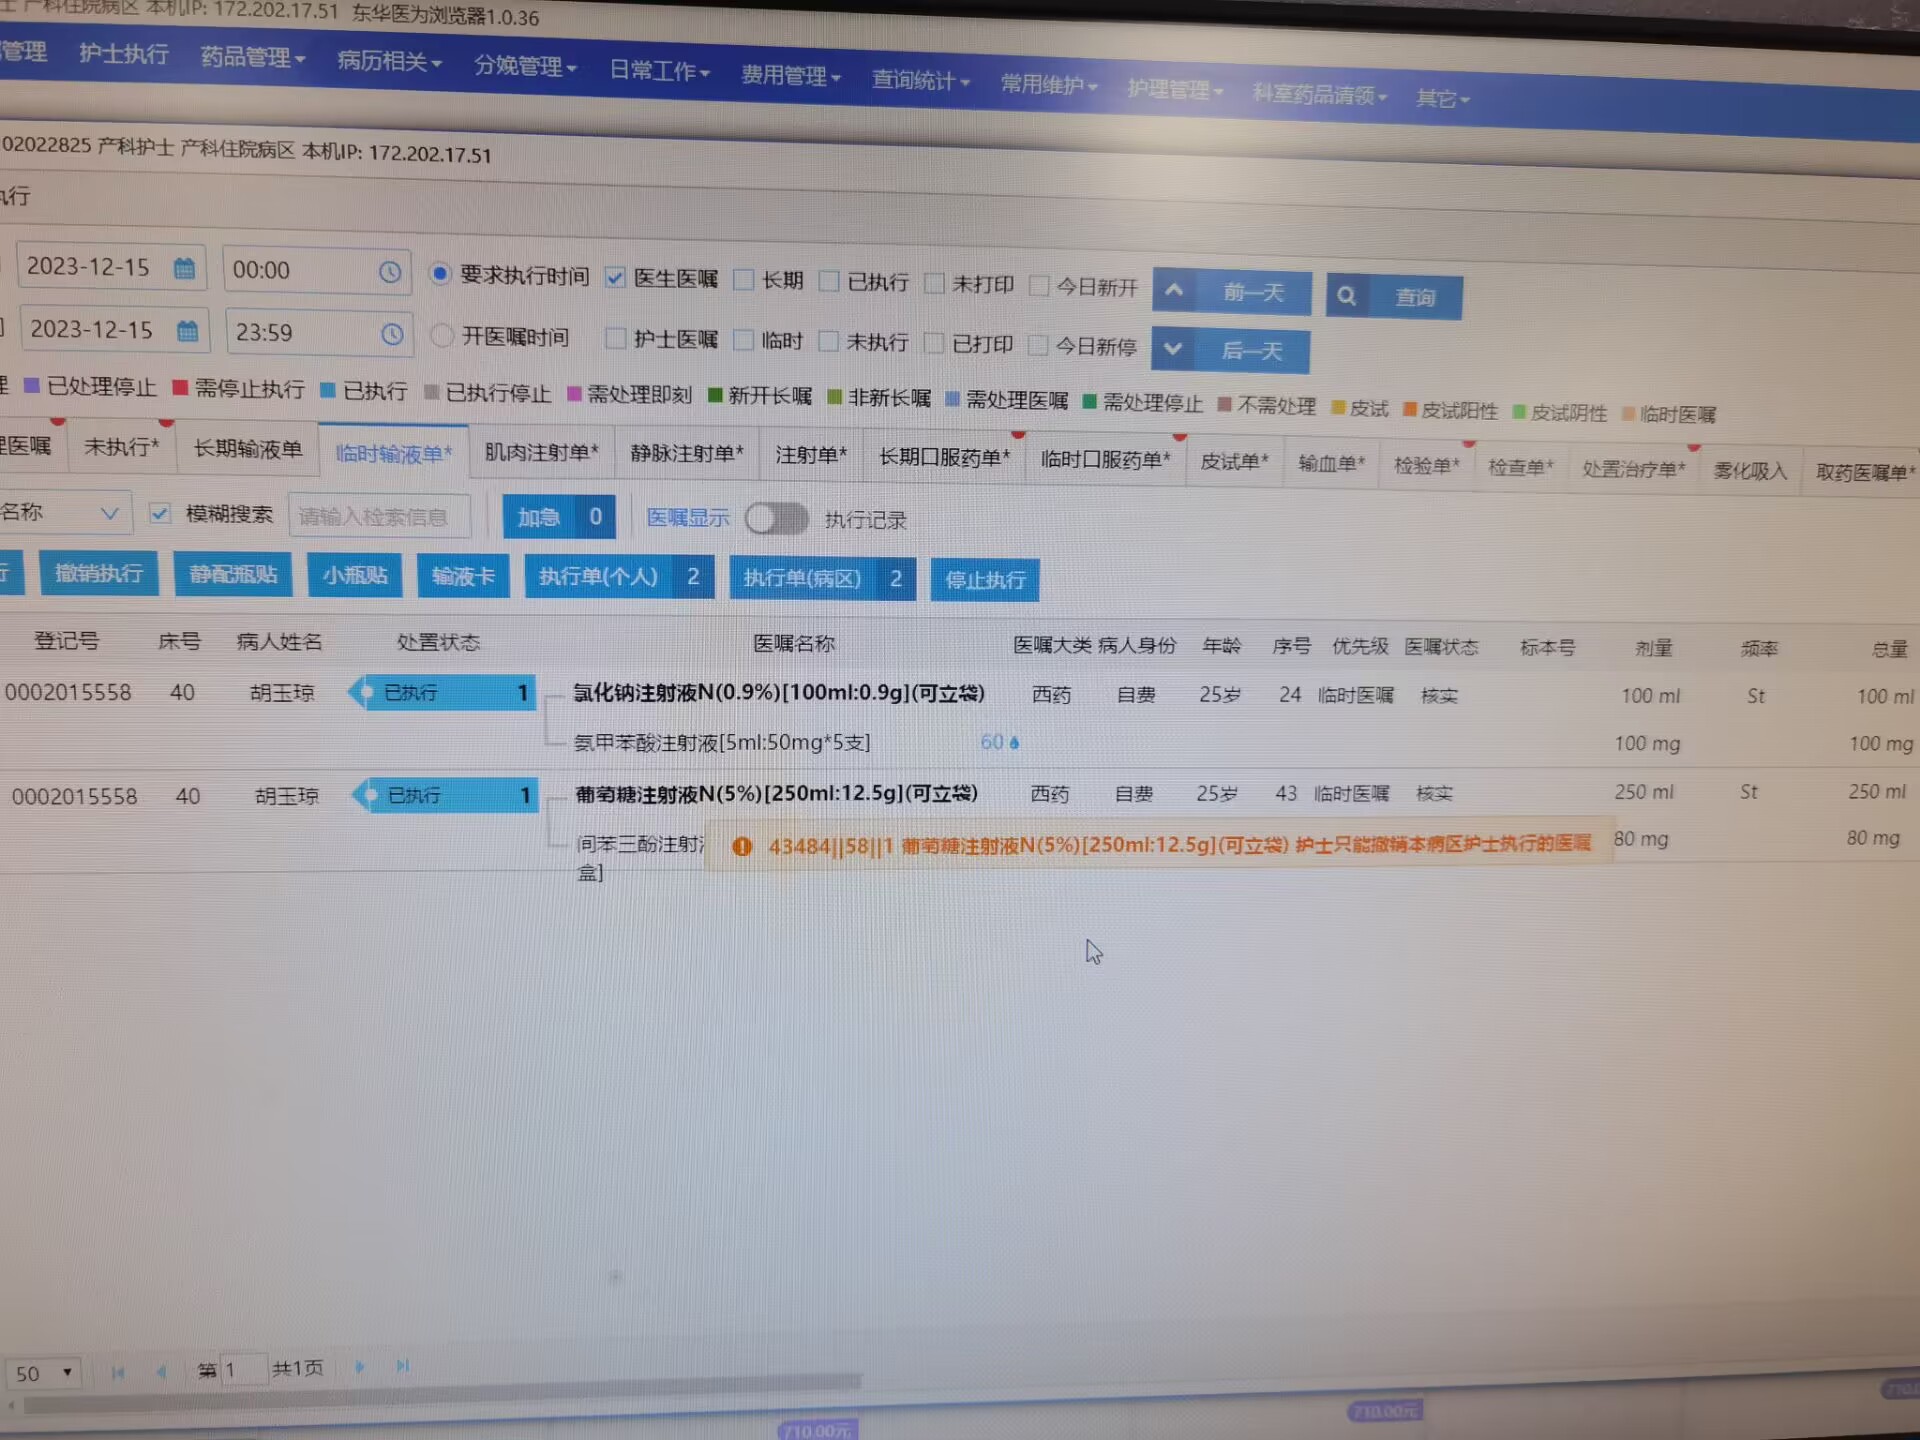 士 产科住院病区 本机IP: 172.202.17.51 东华医为浏览器1.0.36
管理 护士执行 药品管理 病历相关 分娩管理 日常工作 费用管理 查询统计 常用维护 护理管理 科室药品请领 其它
02022825 产科护士 产科住院病区 本机IP: 172.202.17.51
执行
2023-12-15 00:00 要求执行时间 医生医嘱 长期 已执行 未打印 今日新开 前一天 查询
2023-12-15 23:59 开医嘱时间 护士医嘱 临时 未执行 已打印 今日新停 后一天
理 已处理停止 需停止执行 已执行 已执行停止 需处理即刻 新开长嘱 非新长嘱 需处理医嘱 需处理停止 不需处理 皮试 皮试阳性 皮试阴性 临时医嘱
理医嘱 未执行* 长期输液单 临时输液单* 肌肉注射单* 静脉注射单* 注射单* 长期口服药单* 临时口服药单* 皮试单* 输血单* 检验单* 检查单* 处置治疗单* 雾化吸入 取药医嘱单*
名称 模糊搜索 请输入检索信息 加急 0 医嘱显示 执行记录
行 撤销执行 静配瓶贴 小瓶贴 输液卡 执行单(个人) 2 执行单(病区) 2 停止执行
登记号 床号 病人姓名 处置状态 医嘱名称 医嘱大类 病人身份 年龄 序号 优先级 医嘱状态 标本号 剂量 频率 总量
0002015558 40 胡玉琼 已执行 1 氯化钠注射液N(0.9%)[100ml:0.9g](可立袋) 西药 自费 25岁 24 临时医嘱 核实 100 ml St 100 ml
氨甲苯酸注射液[5ml:50mg*5支] 60 100 mg 100 mg
0002015558 40 胡玉琼 已执行 1 葡萄糖注射液N(5%)[250ml:12.5g](可立袋) 西药 自费 25岁 43 临时医嘱 核实 250 ml St 250 ml
间苯三酚注射 43484||58||1 葡萄糖注射液N(5%)[250ml:12.5g](可立袋) 护士只能撤销本病区护士执行的医嘱 80 mg 80 mg
盒]
50 第 1 共1页
710.00元 710.00元